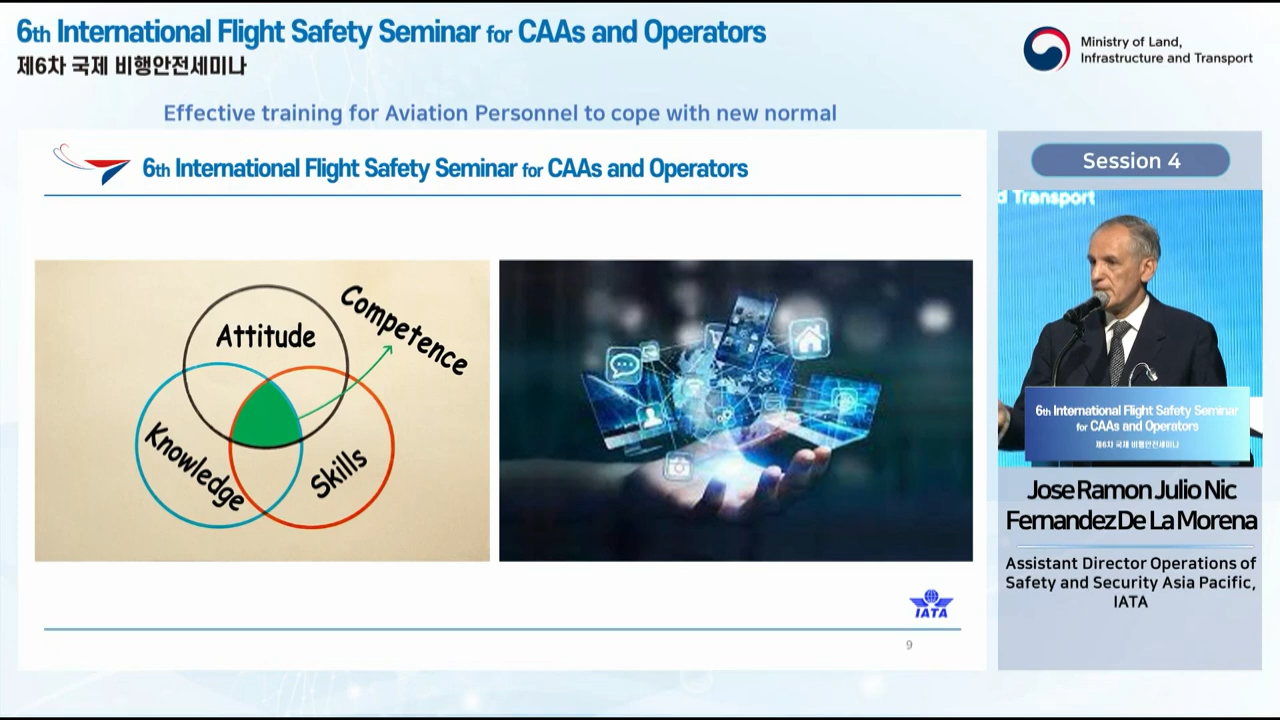 6th International Flight Safety Seminar for CAAs and Operators
제6차 국제 비행안전세미나
Ministry of Land,
Infrastructure and Transport
Effective training for Aviation Personnel to cope with new normal
6th International Flight Safety Seminar for CAAs and Operators
Attitude
Competence
Knowledge
Skills
IATA
9
Session 4
d Transport
6th International Flight Safety Seminar
for CAAs and Operators
제6차 국제 비행안전세미나
Jose Ramon Julio Nic
Fernandez De La Morena
Assistant Director Operations of
Safety and Security Asia Pacific,
IATA